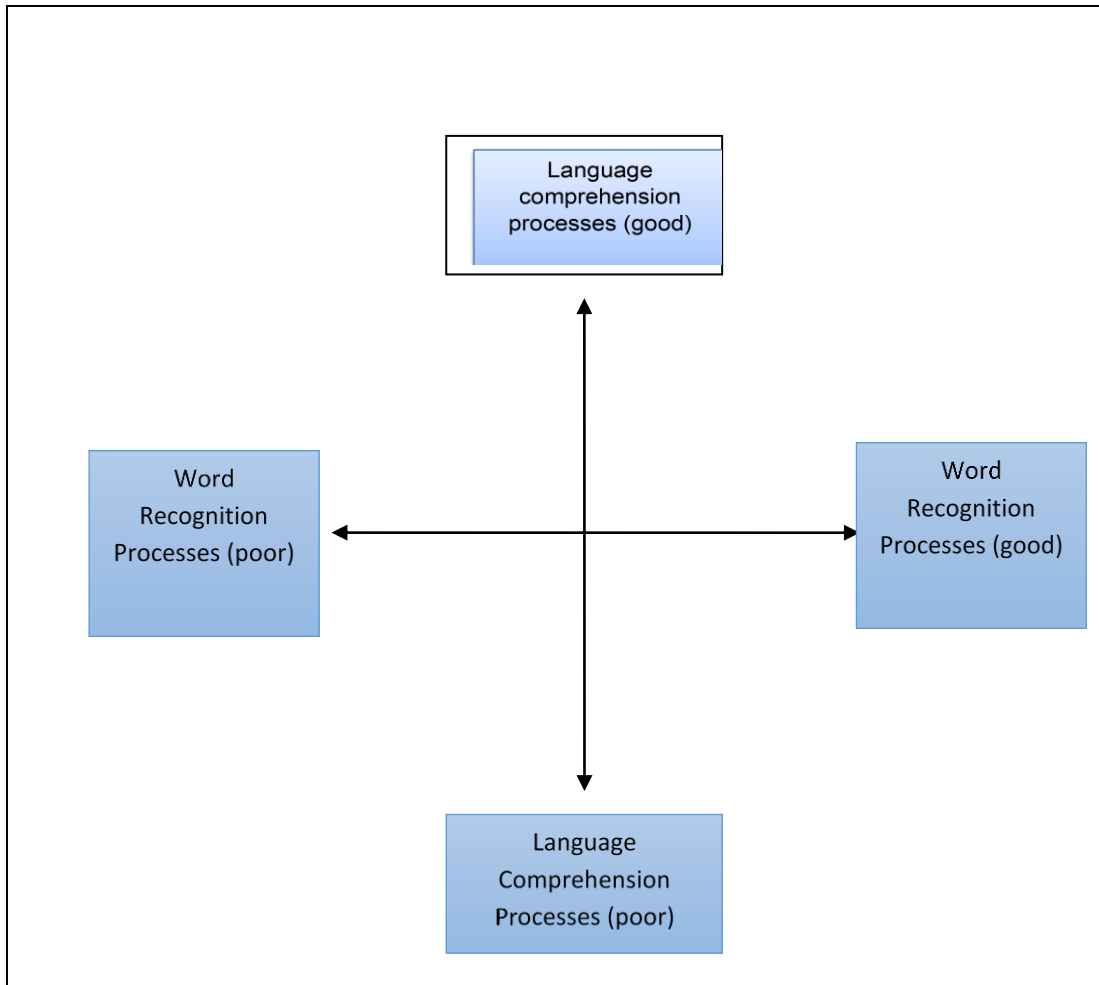 Language
comprehension
processes (good)
Word
Recognition
Processes (poor)
Word
Recognition
Processes (good)
Language
Comprehension
Processes (poor)